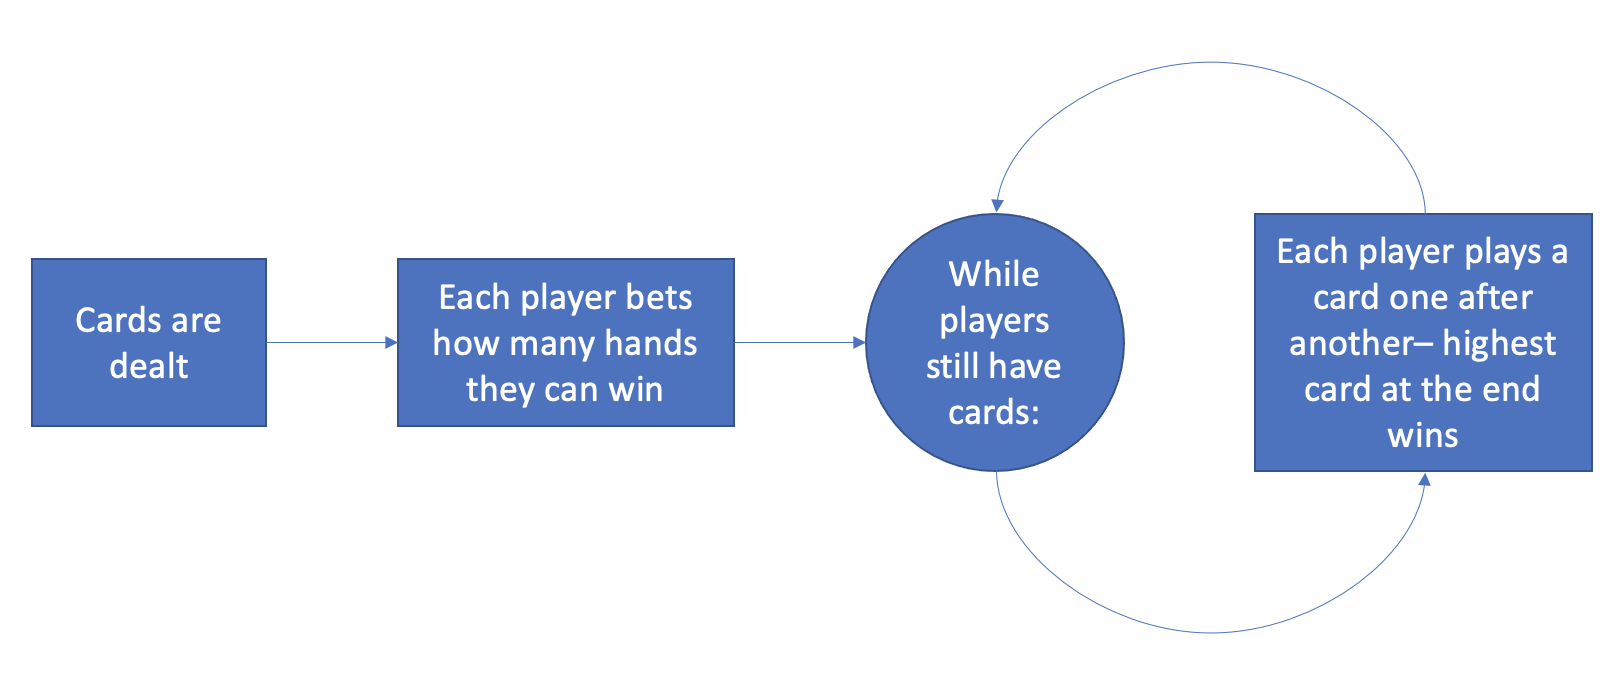 Cards are
dealt
Each player bets
how many hands
they can win
While
players
still have
cards:
Each player plays a
card one after
another– highest
card at the end
wins